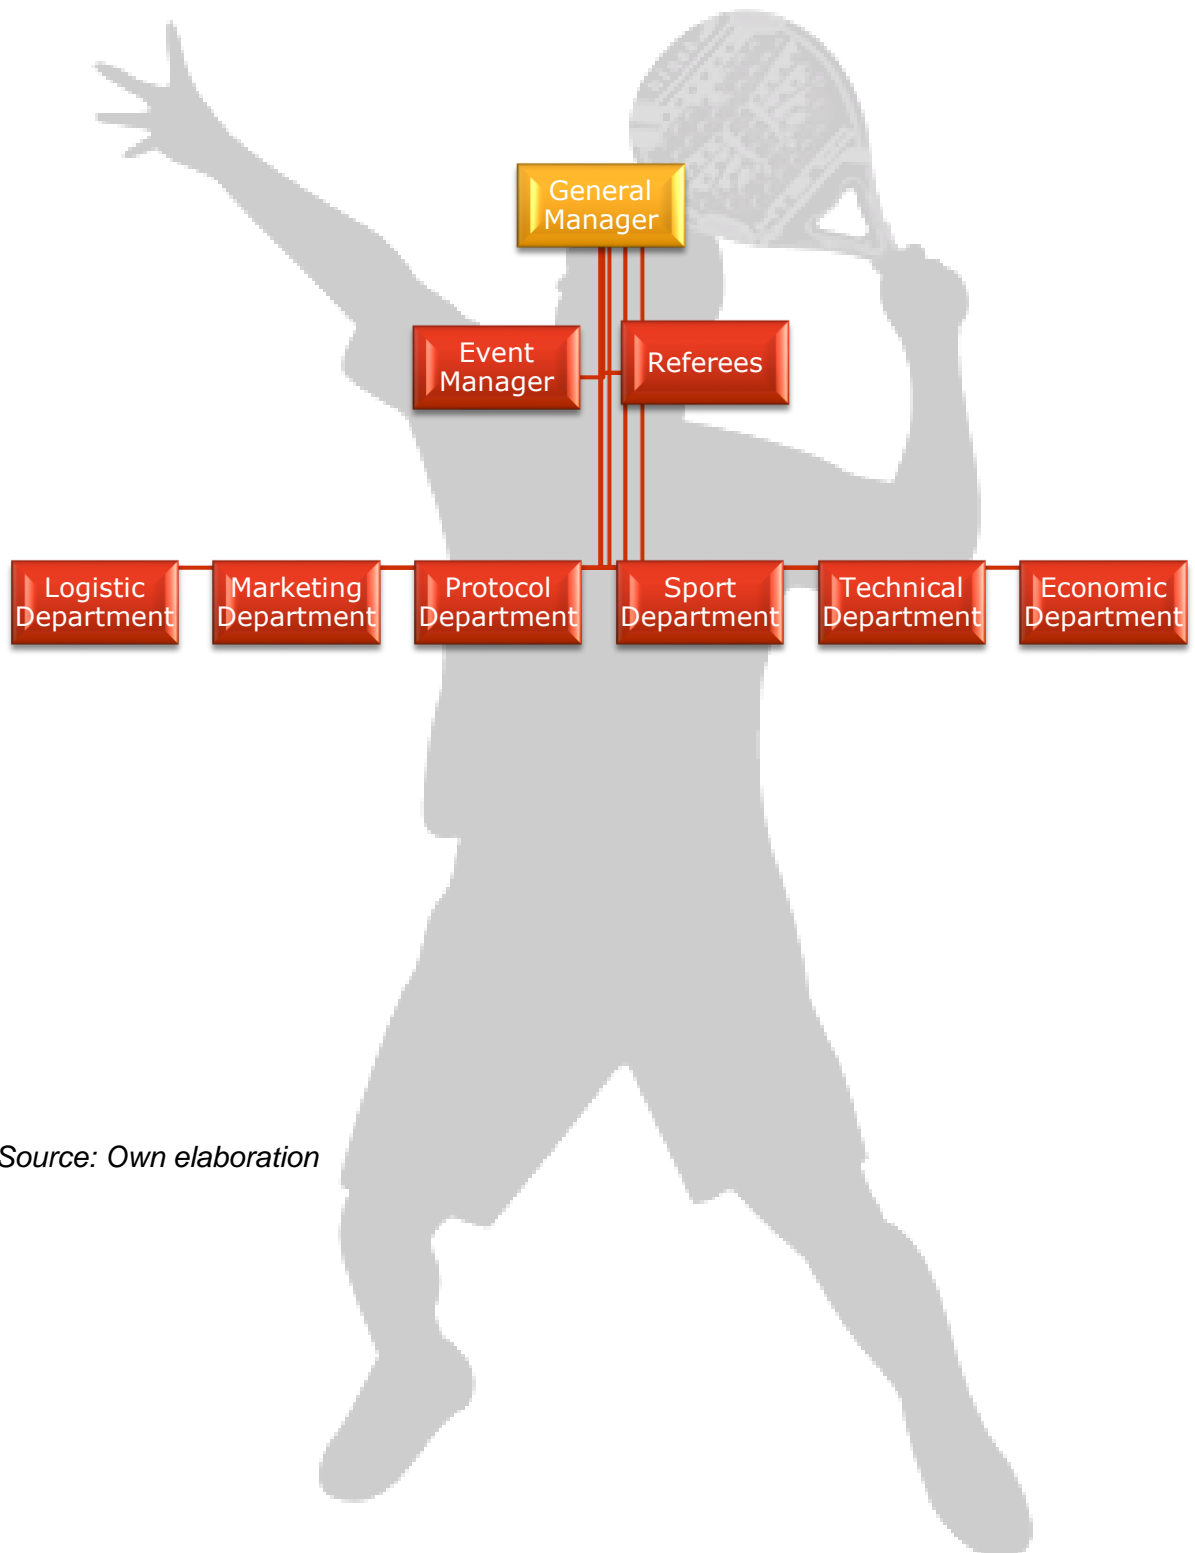 General
Manager
Event
Manager
Referees
Logistic
Department
Marketing
Department
Protocol
Department
Sport
Department
Technical
Department
Economic
Department
Source: Own elaboration